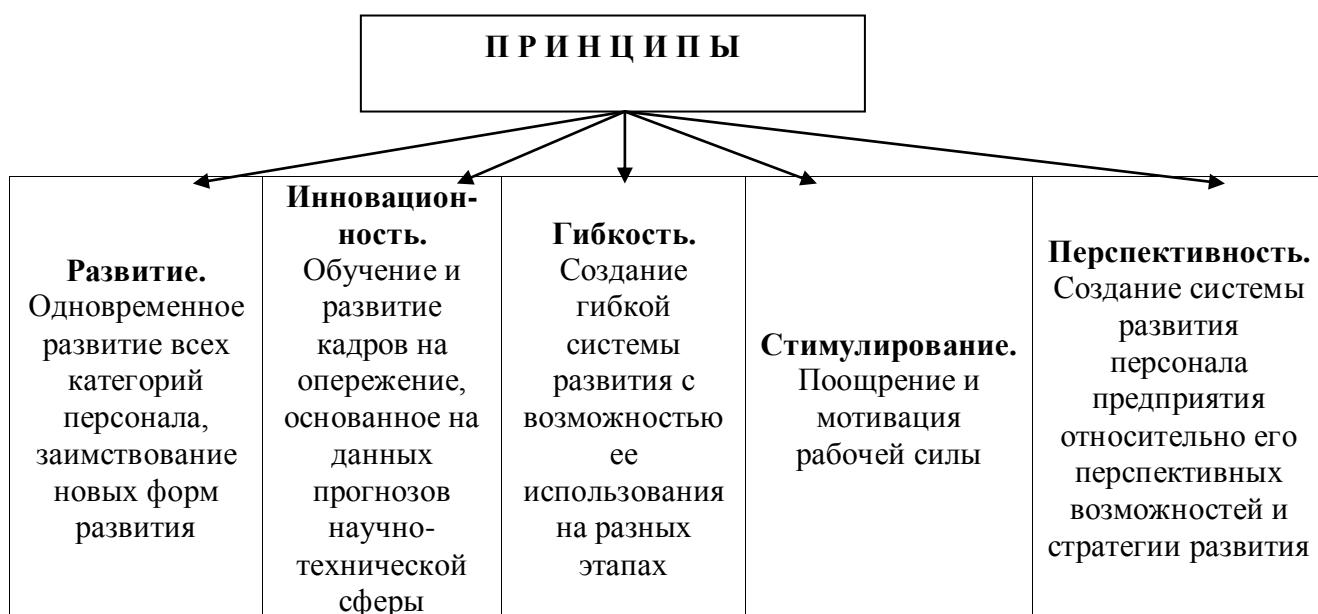 П Р И Н Ц И П Ы
Развитие.
Одновременное
развитие всех
категорий
персонала,
заимствование
новых форм
развития
Инновацион-
ность.
Обучение и
развитие
кадров на
опережение,
основанное на
данных
прогнозов
научно-
технической
сферы
Гибкость.
Создание
гибкой
системы
развития с
возможностью
ее
использования
на разных
этапах
Стимулирование.
Поощрение и
мотивация
рабочей силы
Перспективность.
Создание системы
развития
персонала
предприятия
относительно его
перспективных
возможностей и
стратегии развития